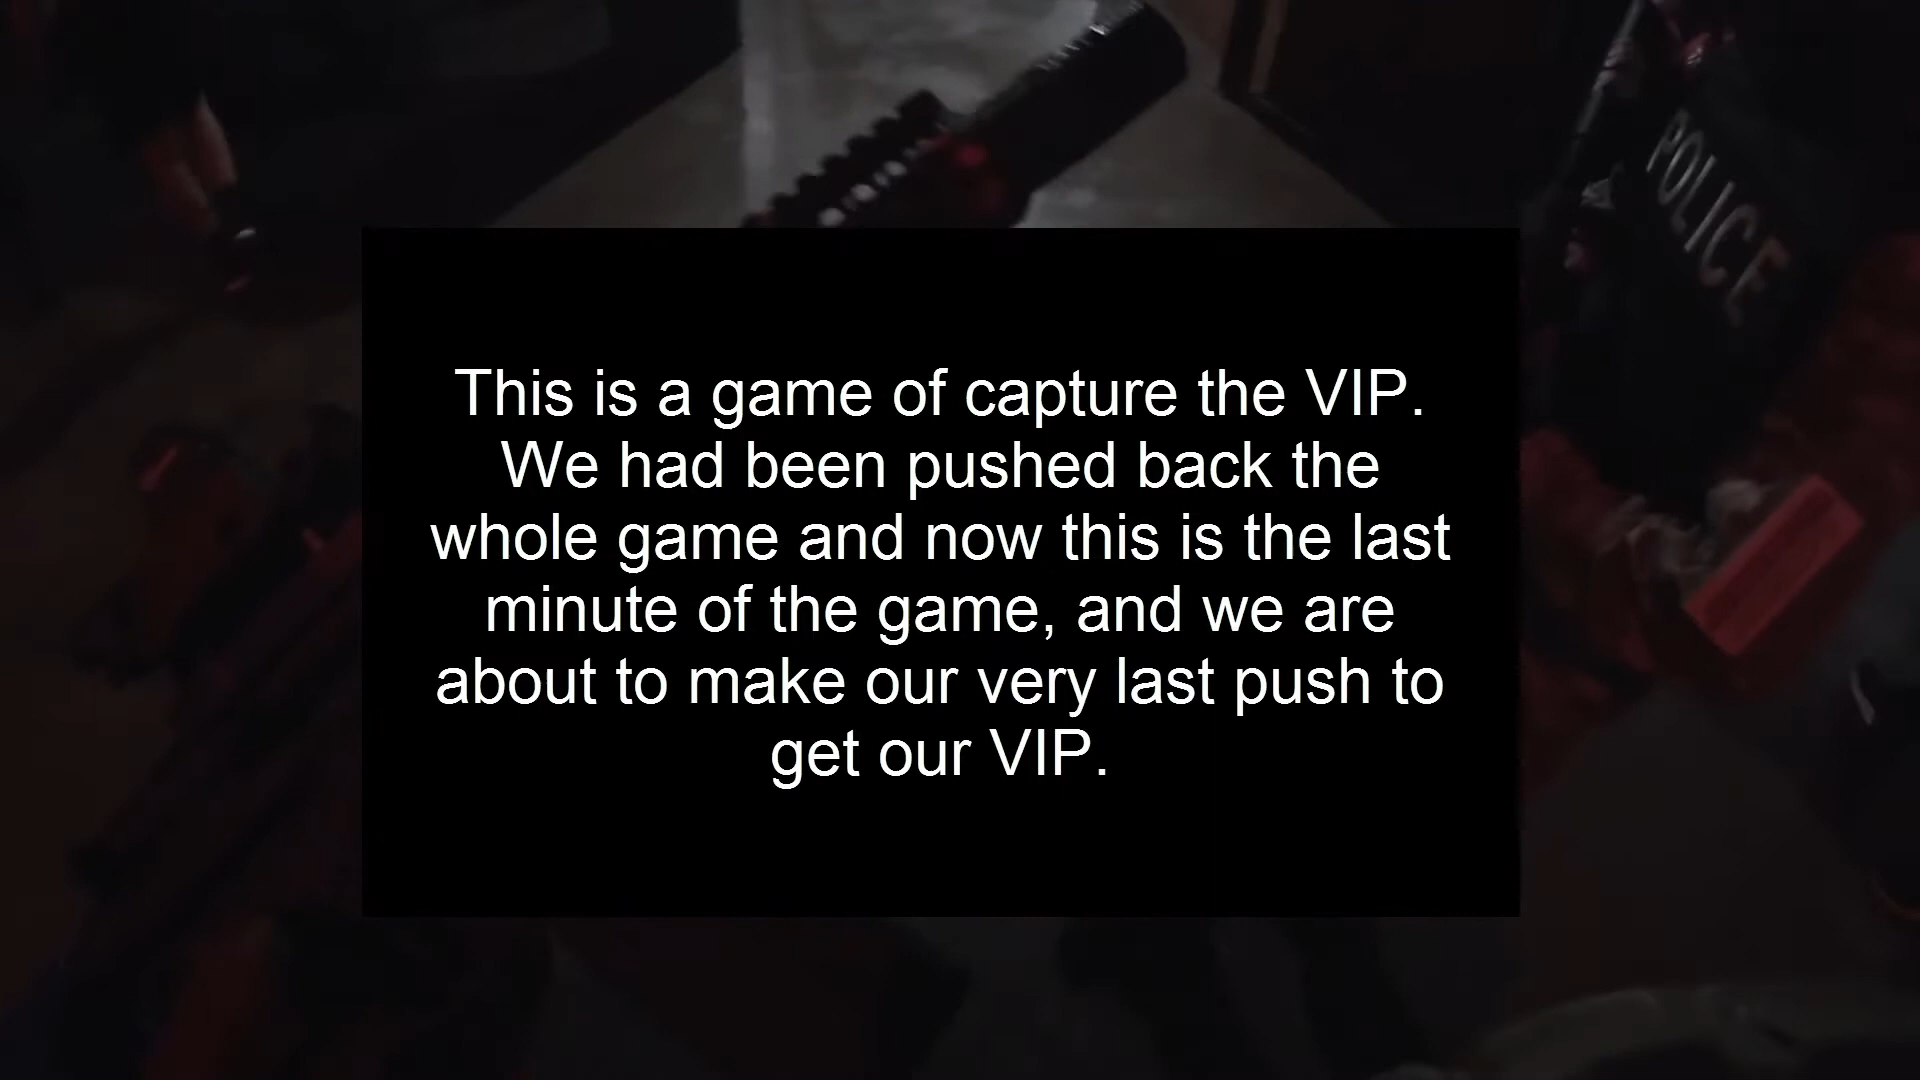 POLICE
This is a game of capture the VIP.
We had been pushed back the
whole game and now this is the last
minute of the game, and we are
about to make our very last push to
get our VIP.